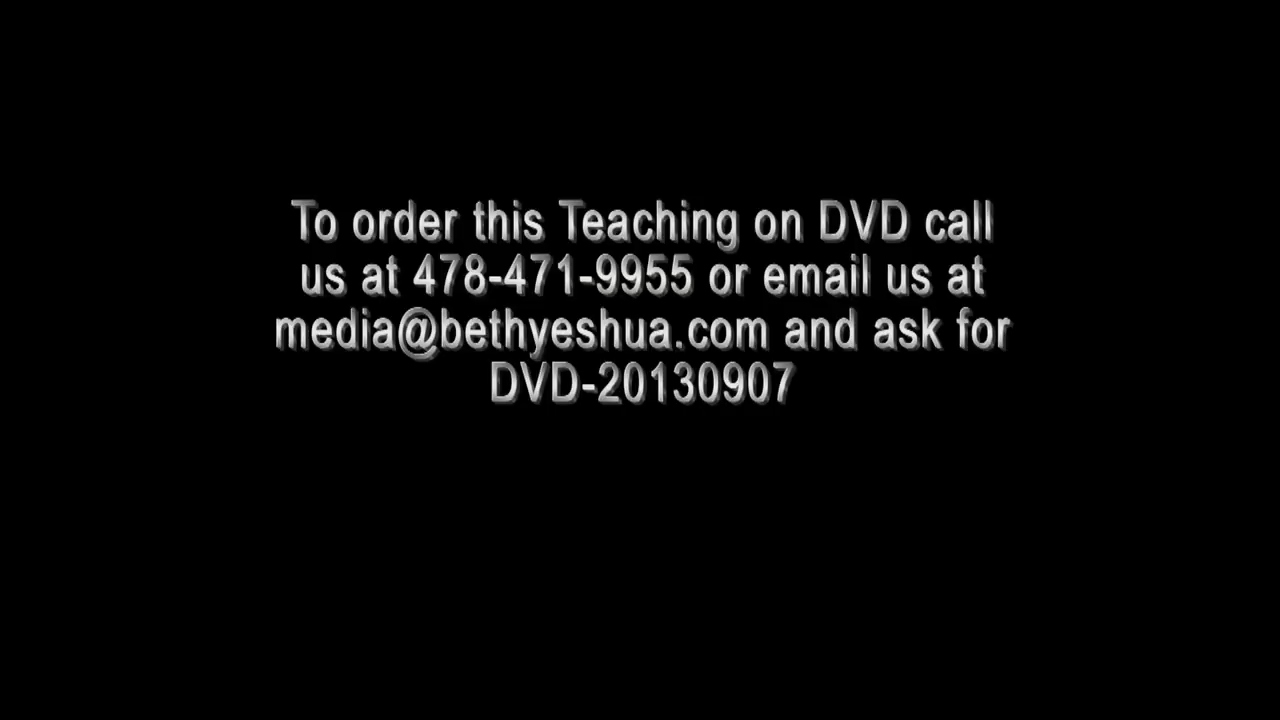 To order this Teaching on DVD call
us at 478-471-9955 or email us at
media@bethyeshua.com and ask for
DVD-20130907